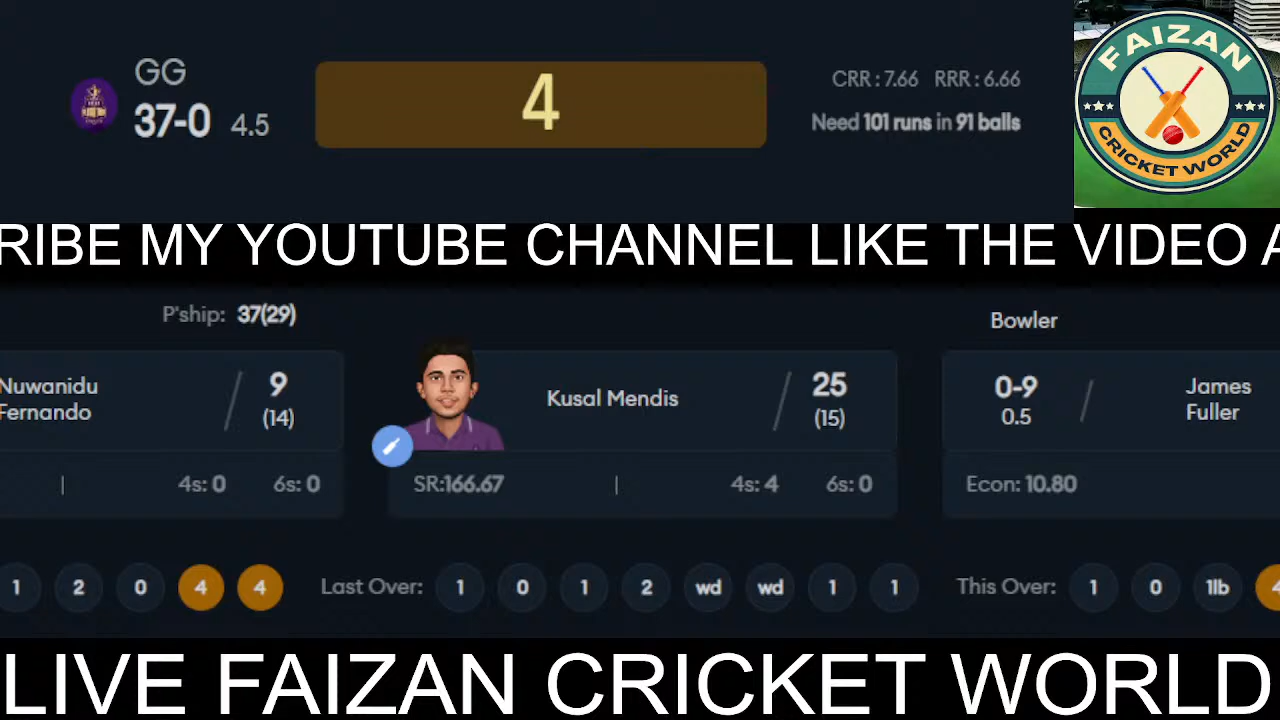 GG
37-0 4.5
4
CRR : 7.66 RRR : 6.66
Need 101 runs in 91 balls
FAIZAN
CRICKET WORLD
RIBE MY YOUTUBE CHANNEL LIKE THE VIDEO A
P'ship: 37(29)
Bowler
Nuwanidu
Fernando
9
(14)
Kusal Mendis
25
(15)
0-9
0.5
James
Fuller
| 4s: 0 6s: 0
SR:166.67 | 4s: 4 6s: 0
Econ: 10.80
1 2 0 4 4 Last Over: 1 0 1 2 wd wd 1 1 This Over: 1 0 1lb 4
LIVE FAIZAN CRICKET WORLD